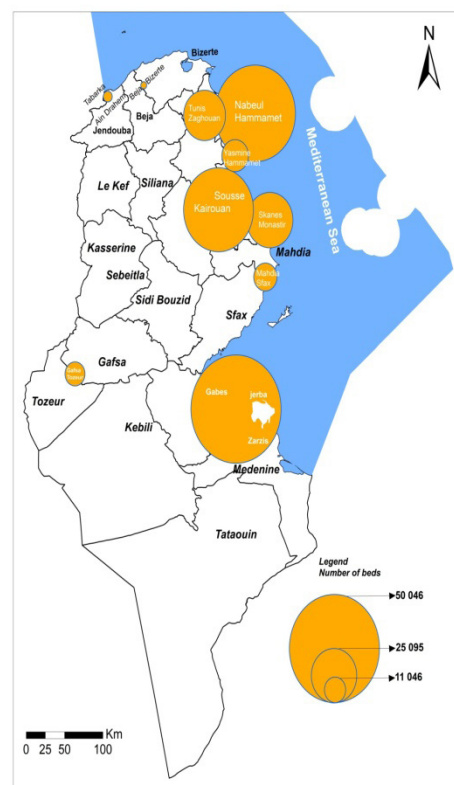 N
Bizerte
Tabarka
Ain Draham
Beja Bizerte
Jendouba
Beja
Tunis
Zaghouan
Nabeul
Hammamet
Yasmine
Hammamet
Mediterranean Sea
Le Kef
Siliana
Sousse
Kairouan
Skanes
Monastir
Kasserine
Mahdia
Sebeitla
Mahdia
Sfax
Sidi Bouzid
Sfax
Gafsa
Gafsa
Tozeur
Tozeur
Gabes
jerba
Kebili
Zarzis
Medenine
Tataouin
Legend
Number of beds
50 046
25 095
11 046
Km
0 25 50 100